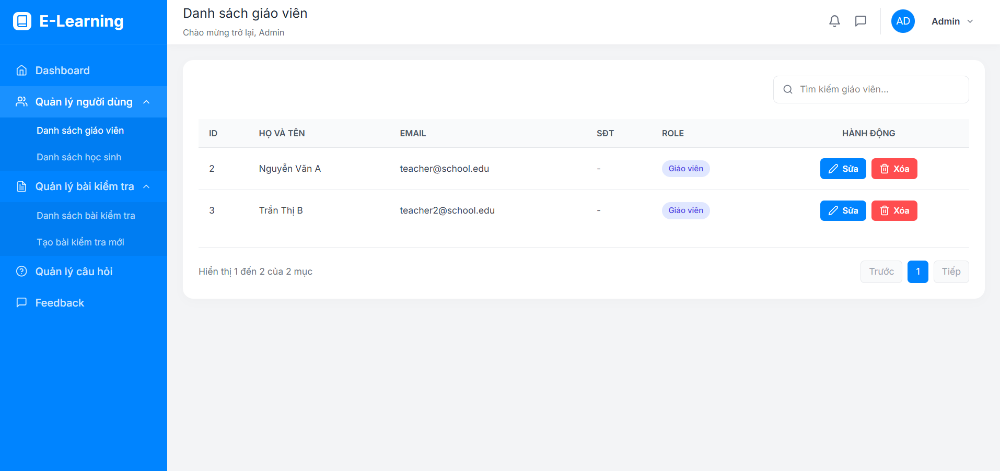 E-Learning
Dashboard
Quản lý người dùng
Danh sách giáo viên
Danh sách học sinh
Quản lý bài kiểm tra
Danh sách bài kiểm tra
Tạo bài kiểm tra mới
Quản lý câu hỏi
Feedback
Danh sách giáo viên
Chào mừng trở lại, Admin
AD Admin
Tìm kiếm giáo viên...
ID HỌ VÀ TÊN EMAIL SĐT ROLE HÀNH ĐỘNG
2 Nguyễn Văn A teacher@school.edu - Giáo viên Sửa Xóa
3 Trần Thị B teacher2@school.edu - Giáo viên Sửa Xóa
Hiển thị 1 đến 2 của 2 mục
Trước 1 Tiếp